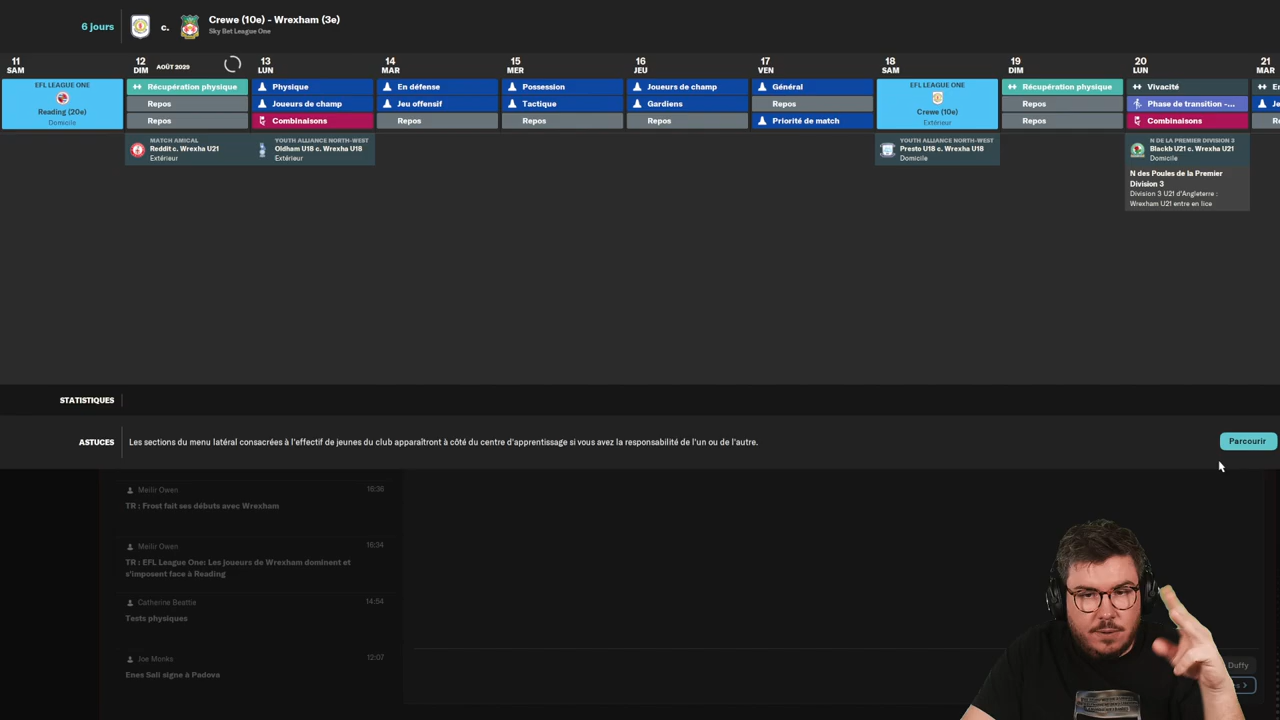 6 jours
c.
Crewe (10e) - Wrexham (3e)
Sky Bet League One
11
SAM
12
DIM
AOÛT 2029
13
LUN
14
MAR
15
MER
16
JEU
17
VEN
18
SAM
19
DIM
20
LUN
21
MAR
EFL LEAGUE ONE
Reading (20e)
Domicile
Récupération physique
Repos
Repos
Physique
Joueurs de champ
Combinaisons
En défense
Jeu offensif
Repos
Possession
Tactique
Repos
Joueurs de champ
Gardiens
Repos
Général
Repos
Priorité de match
EFL LEAGUE ONE
Crewe (10e)
Extérieur
Récupération physique
Repos
Repos
Vivacité
Phase de transition -...
Combinaisons
MATCH AMICAL
Reddit c. Wrexha U21
Extérieur
YOUTH ALLIANCE NORTH-WEST
Oldham U18 c. Wrexha U18
Extérieur
YOUTH ALLIANCE NORTH-WEST
Presto U18 c. Wrexha U18
Domicile
N DE LA PREMIER DIVISION 3
Blackb U21 c. Wrexha U21
Domicile
N des Poules de la Premier
Division 3
Division 3 U21 d'Angleterre :
Wrexham U21 entre en lice
STATISTIQUES
ASTUCES
Les sections du menu latéral consacrées à l'effectif de jeunes du club apparaîtront à côté du centre d'apprentissage si vous avez la responsabilité de l'un ou de l'autre.
Parcourir
Meilir Owen
16:36
TR : Frost fait ses débuts avec Wrexham
Meilir Owen
16:34
TR : EFL League One: Les joueurs de Wrexham dominent et
s'imposent face à Reading
Catherine Beattie
14:54
Tests physiques
Joe Monks
12:07
Enes Sali signe à Padova
Duffy